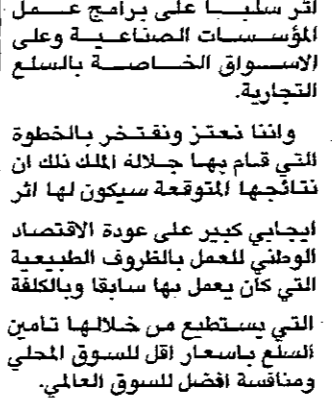 اثر سلبا على برامج عمل
المؤسسات الصناعية وعلى
الاسواق الخاصة بالسلع
التجارية.
واننا نعتز ونفتخر بالخطوة
التي قام بها جلاله الملك ذلك ان
نتائجها المتوقعة سيكون لها اثر
ايجابي كبير على عودة الاقتصاد
الوطني للعمل بالظروف الطبيعية
التي كان يعمل بها سابقا وبالكلفة
التي يستطيع من خلالها تامين
السلع باسعار اقل للسوق المحلي
ومنافسة افضل للسوق العالمي.